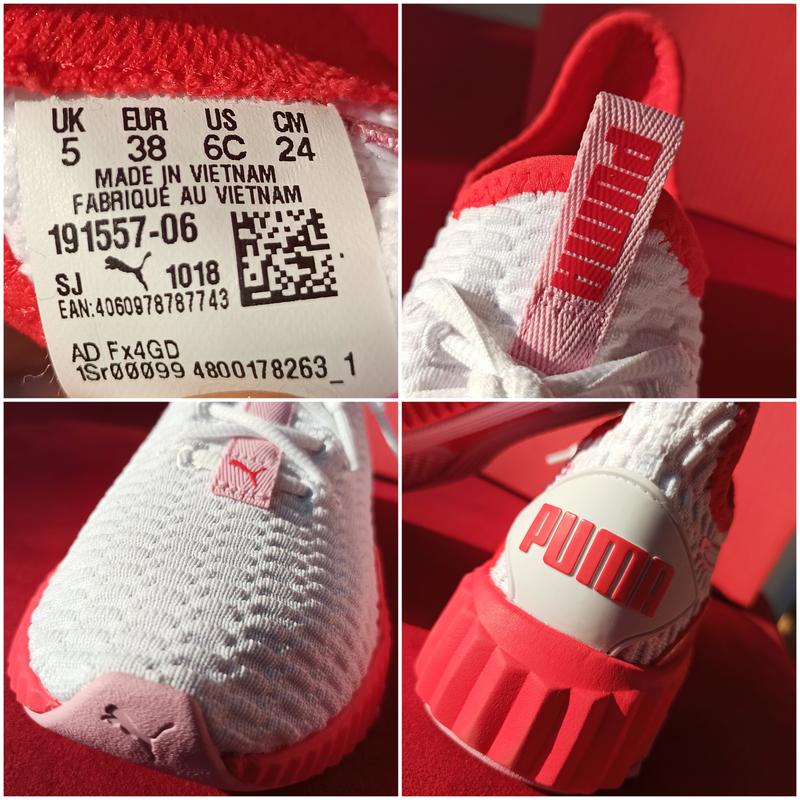 UK EUR US CM
5 38 6C 24
MADE IN VIETNAM
FABRIQUÉ AU VIETNAM
191557-06
SJ 1018
EAN:4060978787743
AD Fx4GD
1Sr00099 4800178263_1
PUMA
PUMA